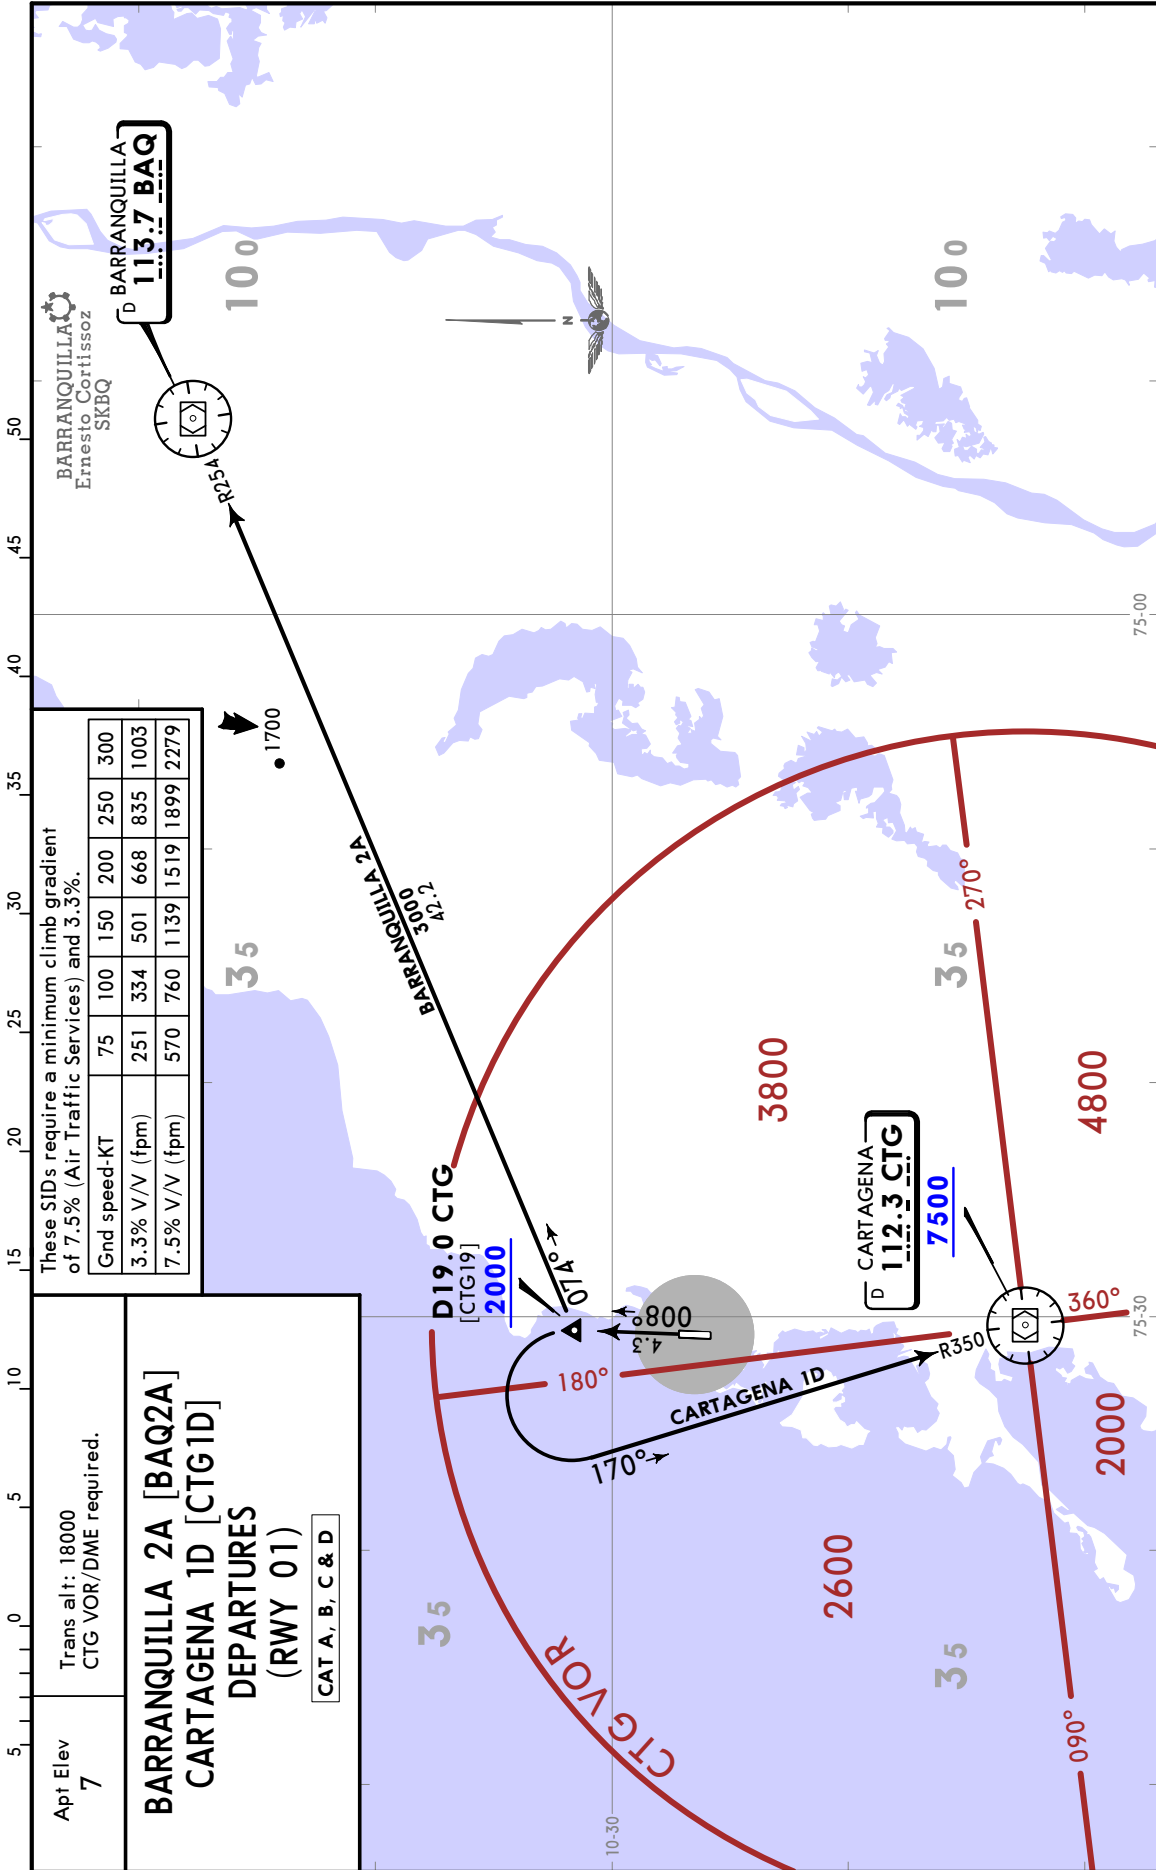 Apt Elev
7
Trans alt: 18000
CTG VOR/DME required.
BARRANQUILLA 2A [BAQ2A]
CARTAGENA 1D [CTG1D]
DEPARTURES
(RWY 01)
CAT A, B, C & D
These SIDs require a minimum climb gradient
of 7.5% (Air Traffic Services) and 3.3%.
Gnd speed-KT 75 100 150 200 250 300
3.3% V/V (fpm) 251 334 501 668 835 1003
7.5% V/V (fpm) 570 760 1139 1519 1899 2279
5 0 5 10 15 20 25 30 35 40 45 50
BARRANQUILLA
Ernesto Cortissoz
SKBQ
D BARRANQUILLA
113.7 BAQ
R254
1700
10 0
10 0
35
35
35
35
N
BARRANQUILLA 2A
3000
42.2
074°
D19.0 CTG
[CTG19]
2000
008°
4.3
180°
170°
CARTAGENA 1D
R350
D CARTAGENA
112.3 CTG
7500
360°
270°
090°
CTG VOR
3800
4800
2600
2000
10-30
75-30
75-00